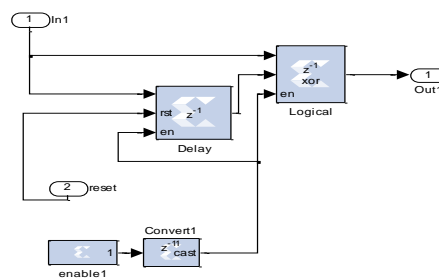 1 In1
z-1
xor
en
Logical
1
Out1
rst z-1
en
Delay
2 reset
Convert1
1
z-11
cast
enable1